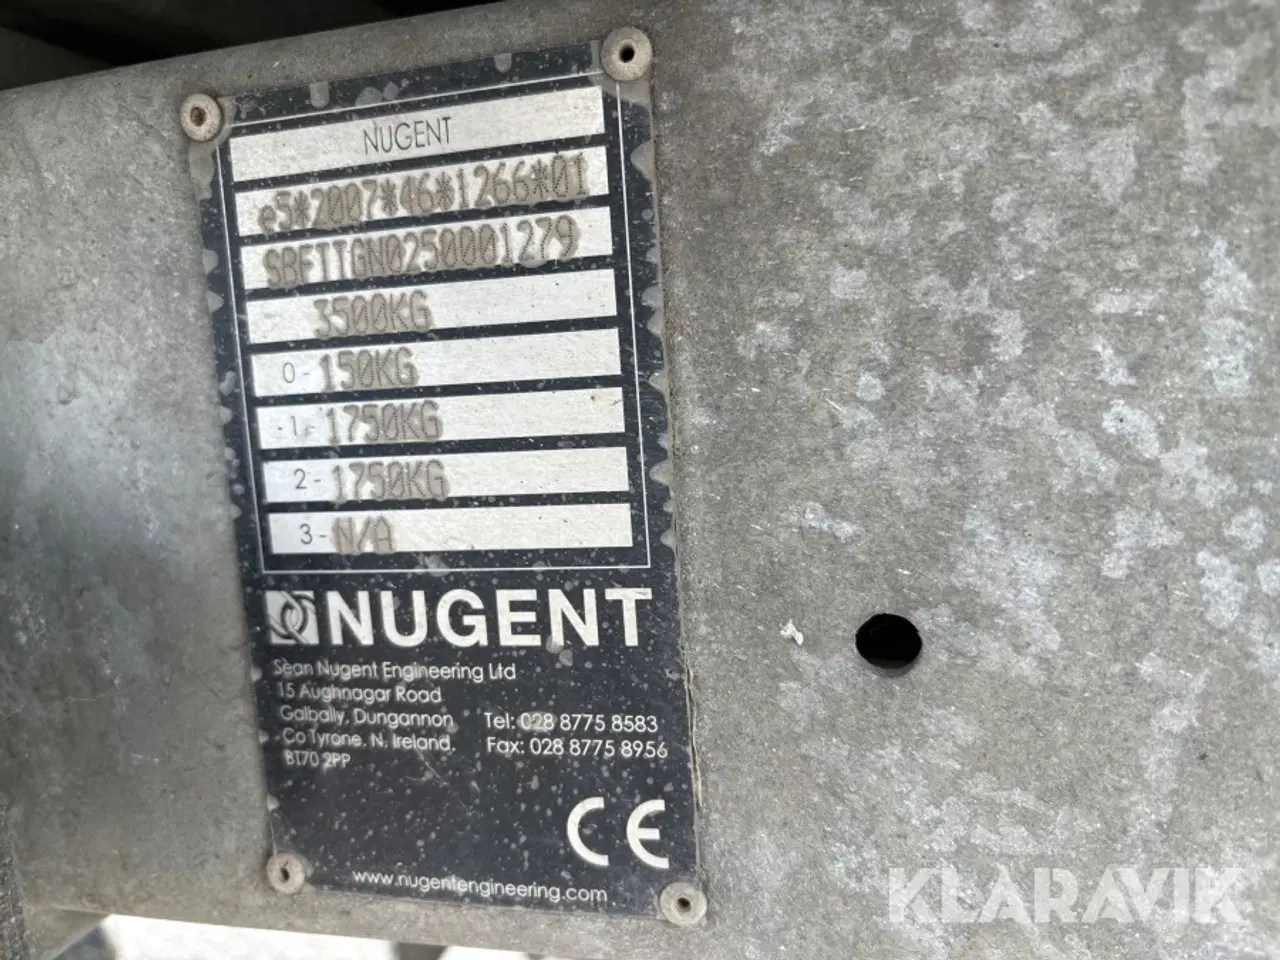 NUGENT
e5*2007*46*1266*01
SBFTTGN0250001279
3500KG
0-150KG
-1-1750KG
2-1750KG
3-N/A
NUGENT
Sean Nugent Engineering Ltd
15 Aughnagar Road
Galbally, Dungannon
Co Tyrone, N. Ireland.
BT70 2PP
Tel: 028 8775 8583
Fax: 028 8775 8956
CE
www.nugentengineering.com
KLARAVIK